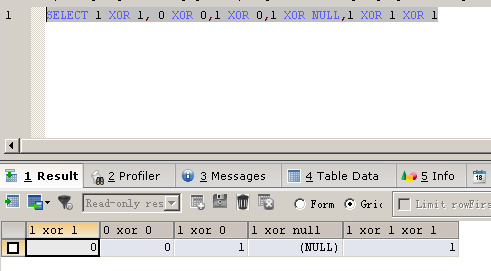 1 SELECT 1 XOR 1, 0 XOR 0,1 XOR 0,1 XOR NULL,1 XOR 1 XOR 1
1 Result 2 Profiler 3 Messages 4 Table Data 5 Info
Read-only res Form Gric Limit rowFirs
1 xor 1 0 xor 0 1 xor 0 1 xor null 1 xor 1 xor 1
0 0 1 (NULL) 1